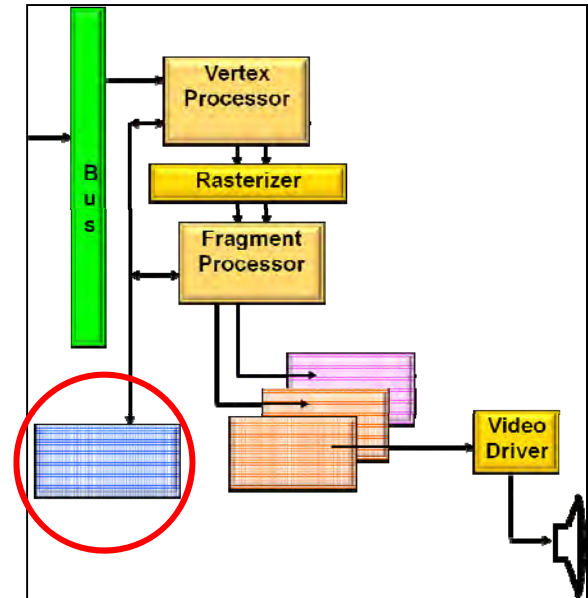 Vertex
Processor
B
u
s
Rasterizer
Fragment
Processor
Video
Driver